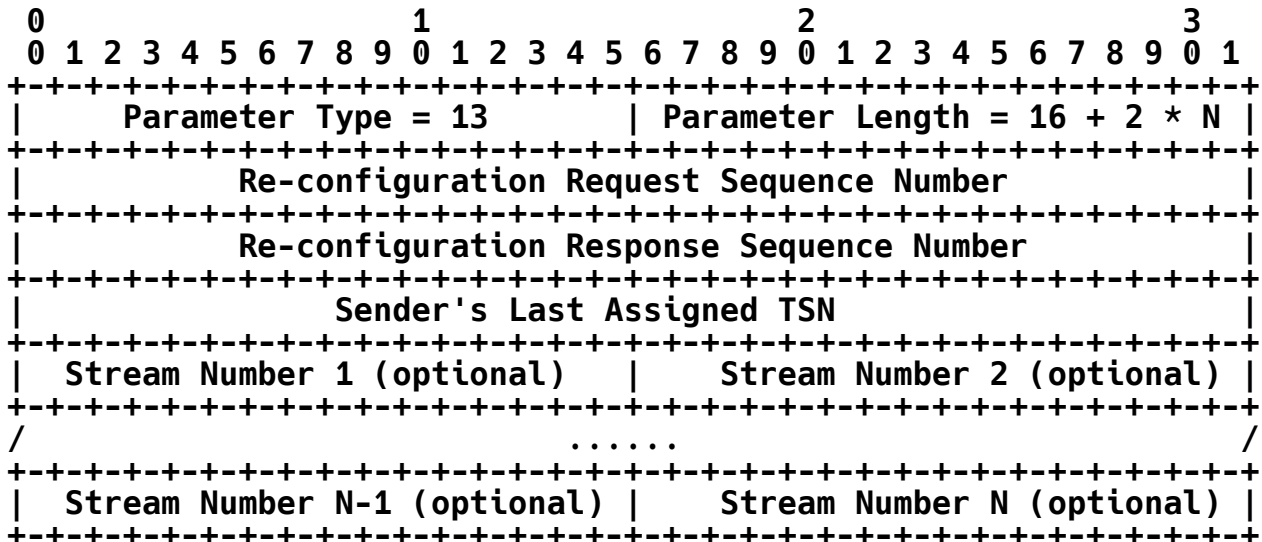 0                   1                   2                   3
 0 1 2 3 4 5 6 7 8 9 0 1 2 3 4 5 6 7 8 9 0 1 2 3 4 5 6 7 8 9 0 1
+-+-+-+-+-+-+-+-+-+-+-+-+-+-+-+-+-+-+-+-+-+-+-+-+-+-+-+-+-+-+-+-+
|     Parameter Type = 13       | Parameter Length = 16 + 2 * N |
+-+-+-+-+-+-+-+-+-+-+-+-+-+-+-+-+-+-+-+-+-+-+-+-+-+-+-+-+-+-+-+-+
|           Re-configuration Request Sequence Number            |
+-+-+-+-+-+-+-+-+-+-+-+-+-+-+-+-+-+-+-+-+-+-+-+-+-+-+-+-+-+-+-+-+
|           Re-configuration Response Sequence Number           |
+-+-+-+-+-+-+-+-+-+-+-+-+-+-+-+-+-+-+-+-+-+-+-+-+-+-+-+-+-+-+-+-+
|                Sender's Last Assigned TSN                     |
+-+-+-+-+-+-+-+-+-+-+-+-+-+-+-+-+-+-+-+-+-+-+-+-+-+-+-+-+-+-+-+-+
|  Stream Number 1 (optional)   |    Stream Number 2 (optional) |
+-+-+-+-+-+-+-+-+-+-+-+-+-+-+-+-+-+-+-+-+-+-+-+-+-+-+-+-+-+-+-+-+
/                            ......                             /
+-+-+-+-+-+-+-+-+-+-+-+-+-+-+-+-+-+-+-+-+-+-+-+-+-+-+-+-+-+-+-+-+
|  Stream Number N-1 (optional) |    Stream Number N (optional) |
+-+-+-+-+-+-+-+-+-+-+-+-+-+-+-+-+-+-+-+-+-+-+-+-+-+-+-+-+-+-+-+-+